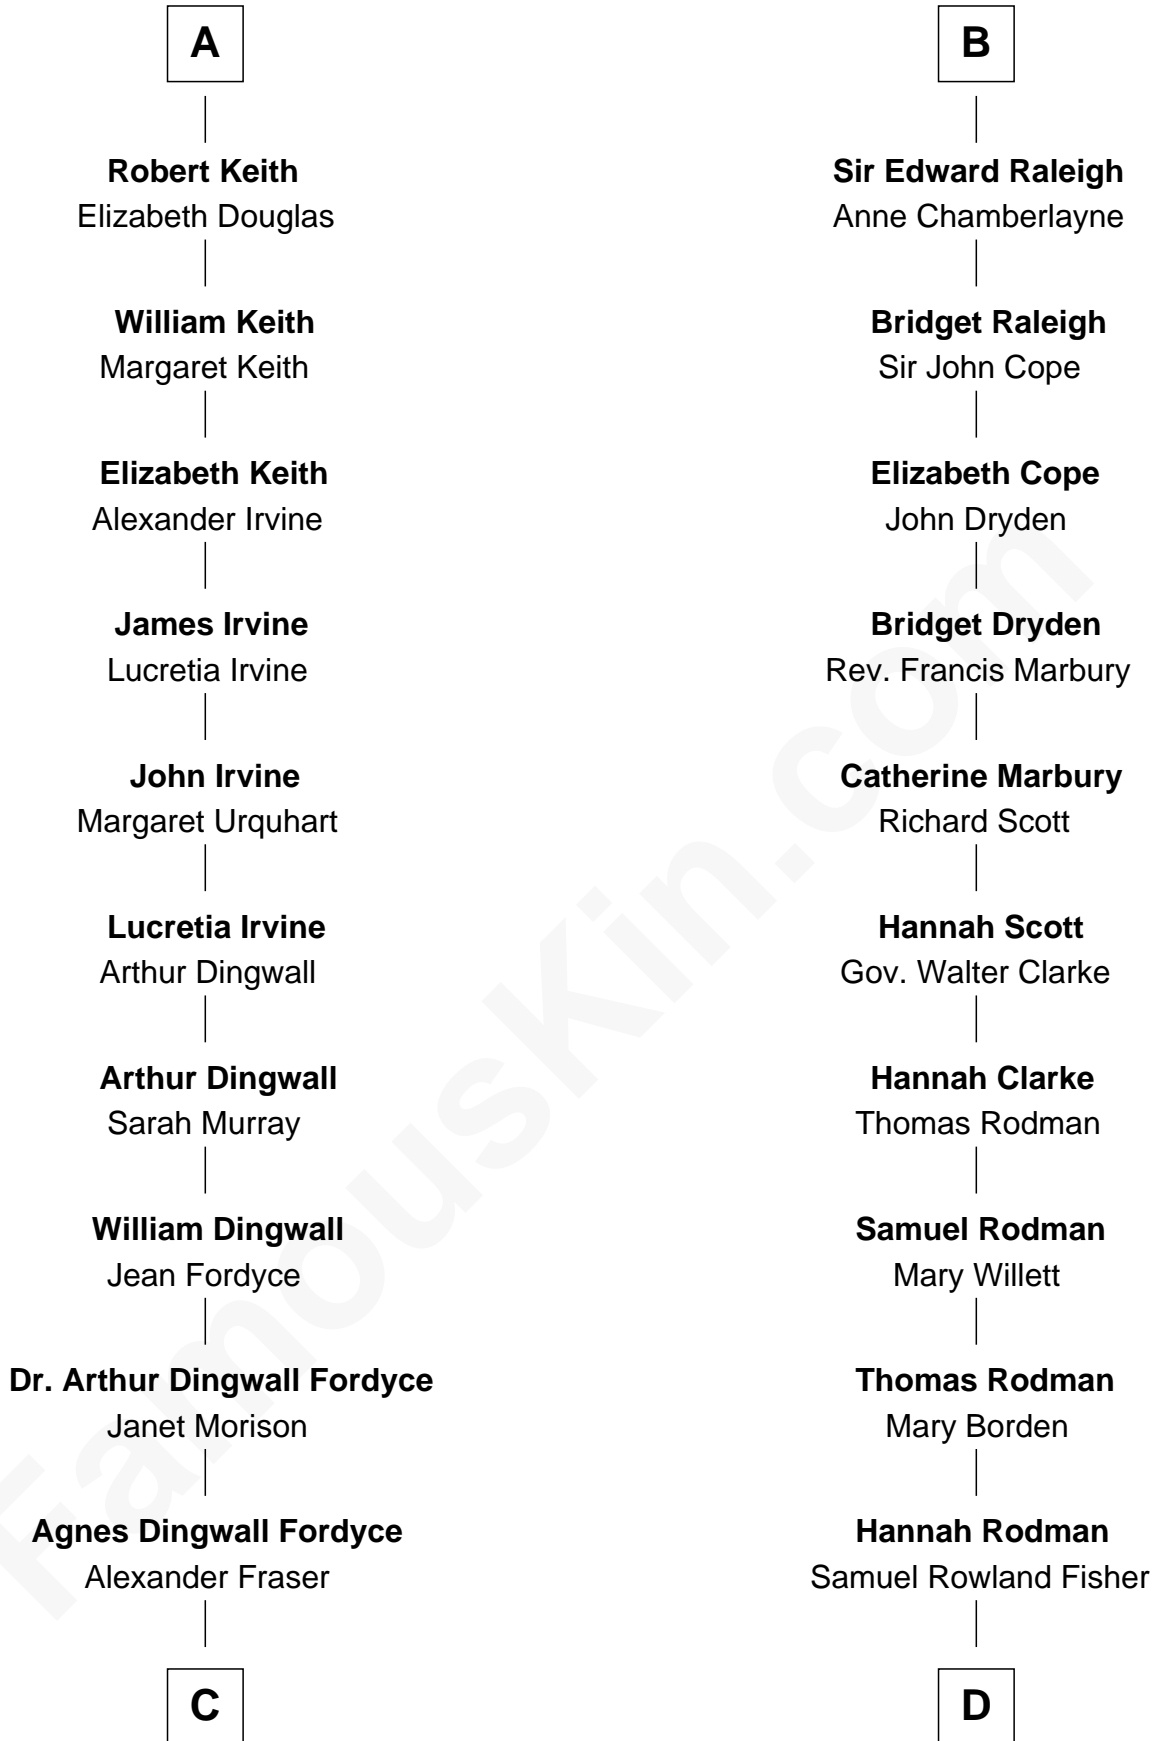 A
Robert Keith
Elizabeth Douglas
William Keith
Margaret Keith
Elizabeth Keith
Alexander Irvine
James Irvine
Lucretia Irvine
John Irvine
Margaret Urquhart
Lucretia Irvine
Arthur Dingwall
Arthur Dingwall
Sarah Murray
William Dingwall
Jean Fordyce
Dr. Arthur Dingwall Fordyce
Janet Morison
Agnes Dingwall Fordyce
Alexander Fraser
C
B
Sir Edward Raleigh
Anne Chamberlayne
Bridget Raleigh
Sir John Cope
Elizabeth Cope
John Dryden
Bridget Dryden
Rev. Francis Marbury
Catherine Marbury
Richard Scott
Hannah Scott
Gov. Walter Clarke
Hannah Clarke
Thomas Rodman
Samuel Rodman
Mary Willett
Thomas Rodman
Mary Borden
Hannah Rodman
Samuel Rowland Fisher
D
FamousKin.com